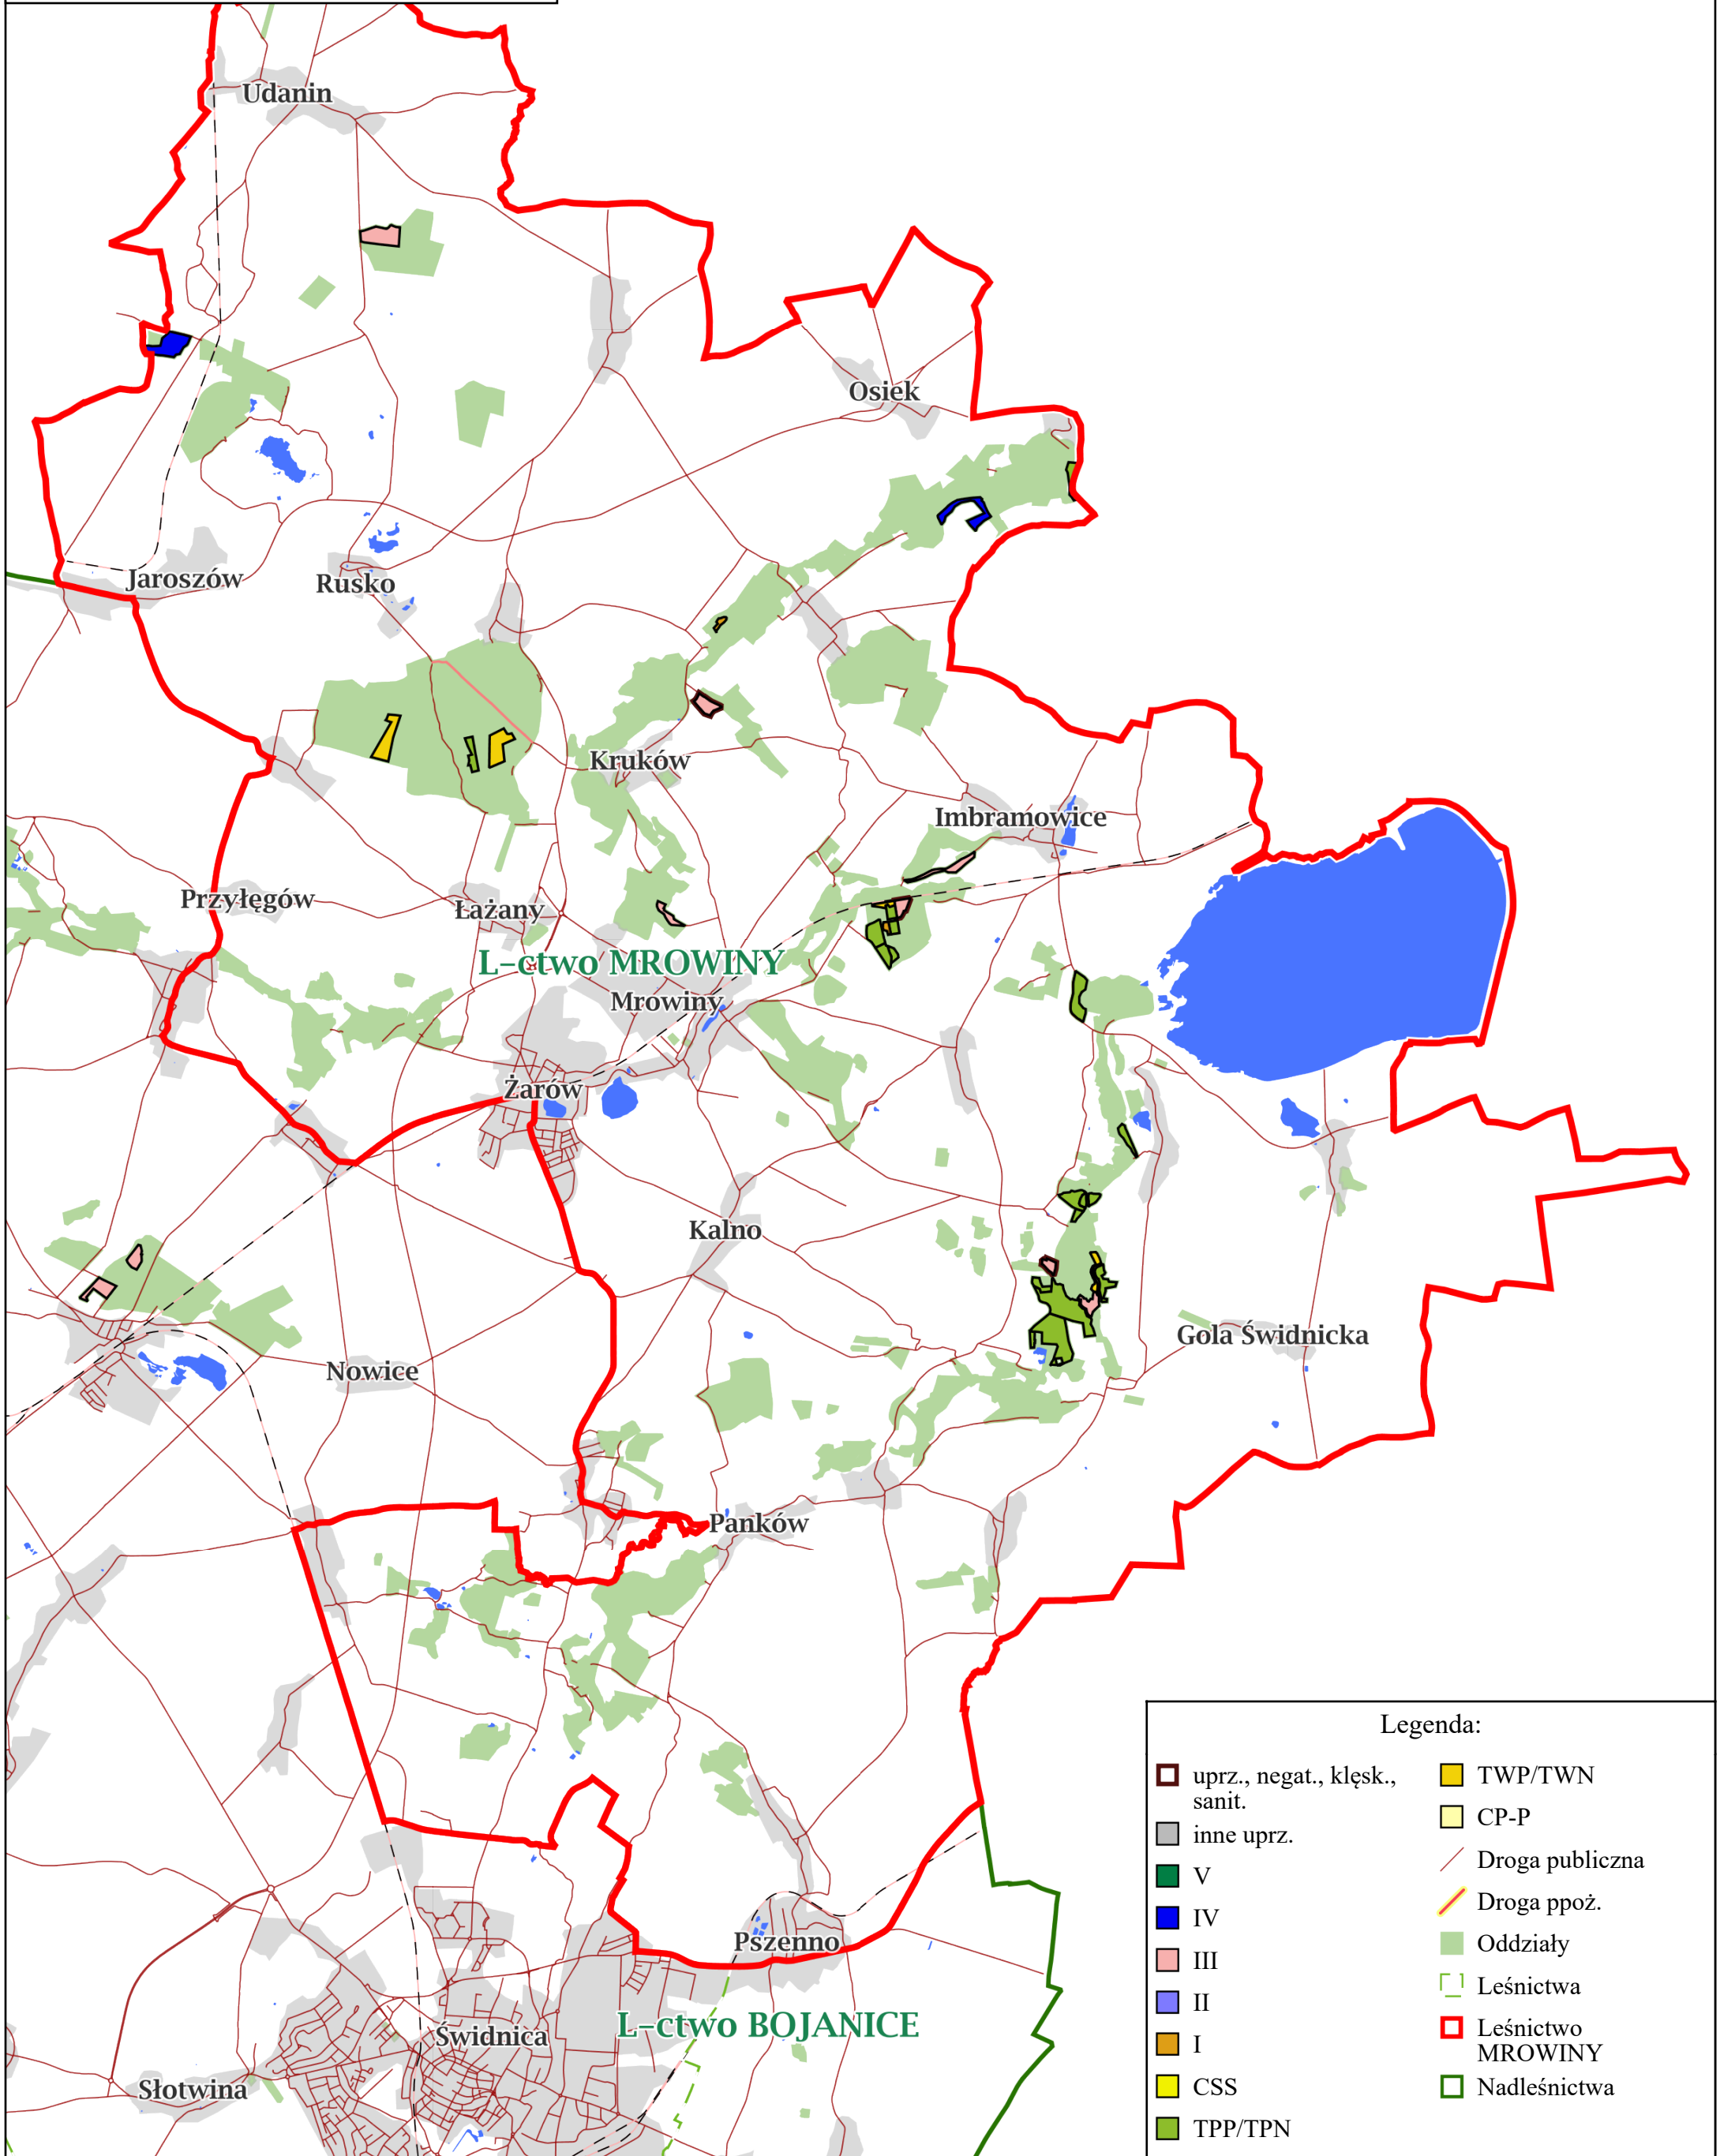 Udanin
Osiek
Jaroszów
Rusko
Kruków
Imbramowice
Przyłęgów
Łażany
L-ctwo MROWINY
Mrowiny
Żarów
Kalno
Gola Świdnicka
Nowice
Panków
Pszenno
L-ctwo BOJANICE
Świdnica
Słotwina
Legenda:
uprz., negat., klęsk.,
sanit.
inne uprz.
V
IV
III
II
I
CSS
TPP/TPN
TWP/TWN
CP-P
Droga publiczna
Droga ppoż.
Oddziały
Leśnictwa
Leśnictwo
MROWINY
Nadleśnictwa